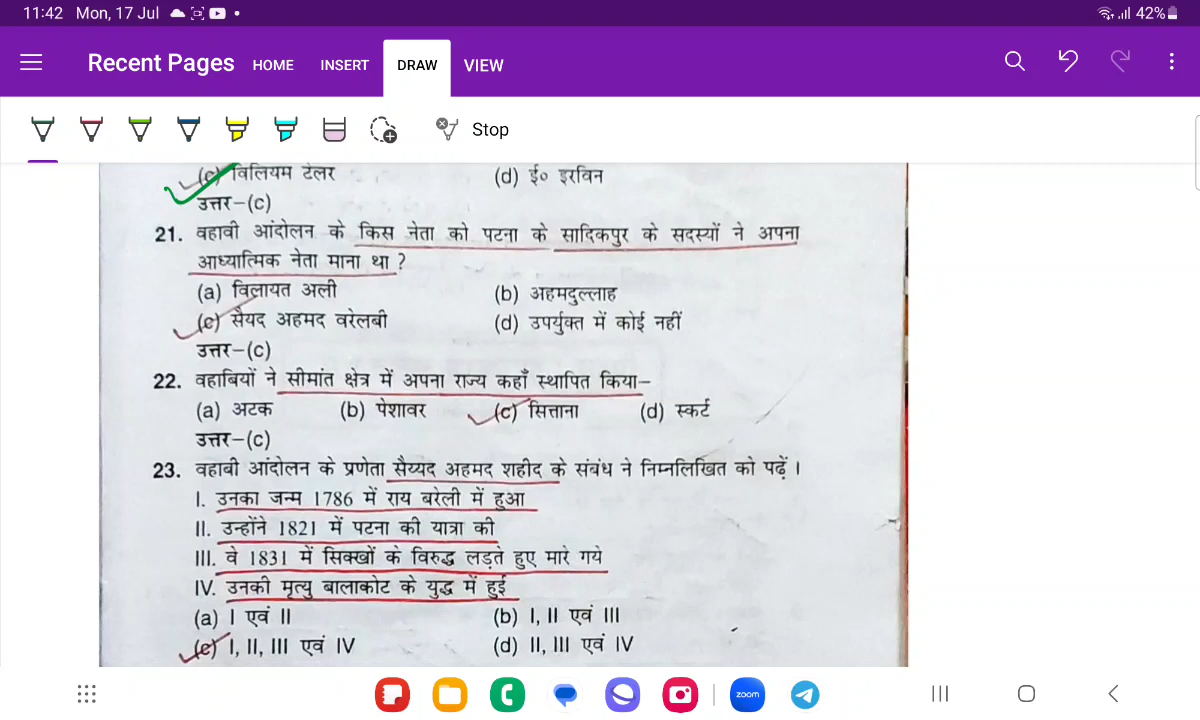 11:42 Mon, 17 Jul 42%
Recent Pages HOME INSERT DRAW VIEW
Stop
(c) विलियम टेलर (d) ई० इरविन
उत्तर–(c)
21. वहावी आंदोलन के किस नेता को पटना के सादिकपुर के सदस्यों ने अपना
आध्यात्मिक नेता माना था ?
(a) विलायत अली (b) अहमदुल्लाह
(c) सैयद अहमद वरेलबी (d) उपर्युक्त में कोई नहीं
उत्तर–(c)
22. वहाबियों ने सीमांत क्षेत्र में अपना राज्य कहाँ स्थापित किया–
(a) अटक (b) पेशावर (c) सित्ताना (d) स्कर्ट
उत्तर–(c)
23. वहाबी आंदोलन के प्रणेता सैय्यद अहमद शहीद के संबंध ने निम्नलिखित को पढ़ें ।
I. उनका जन्म 1786 में राय बरेली में हुआ
II. उन्होंने 1821 में पटना की यात्रा की
III. वे 1831 में सिक्खों के विरुद्ध लड़ते हुए मारे गये
IV. उनकी मृत्यु बालाकोट के युद्ध में हुई
(a) I एवं II (b) I, II एवं III
(c) I, II, III एवं IV (d) II, III एवं IV
zoom